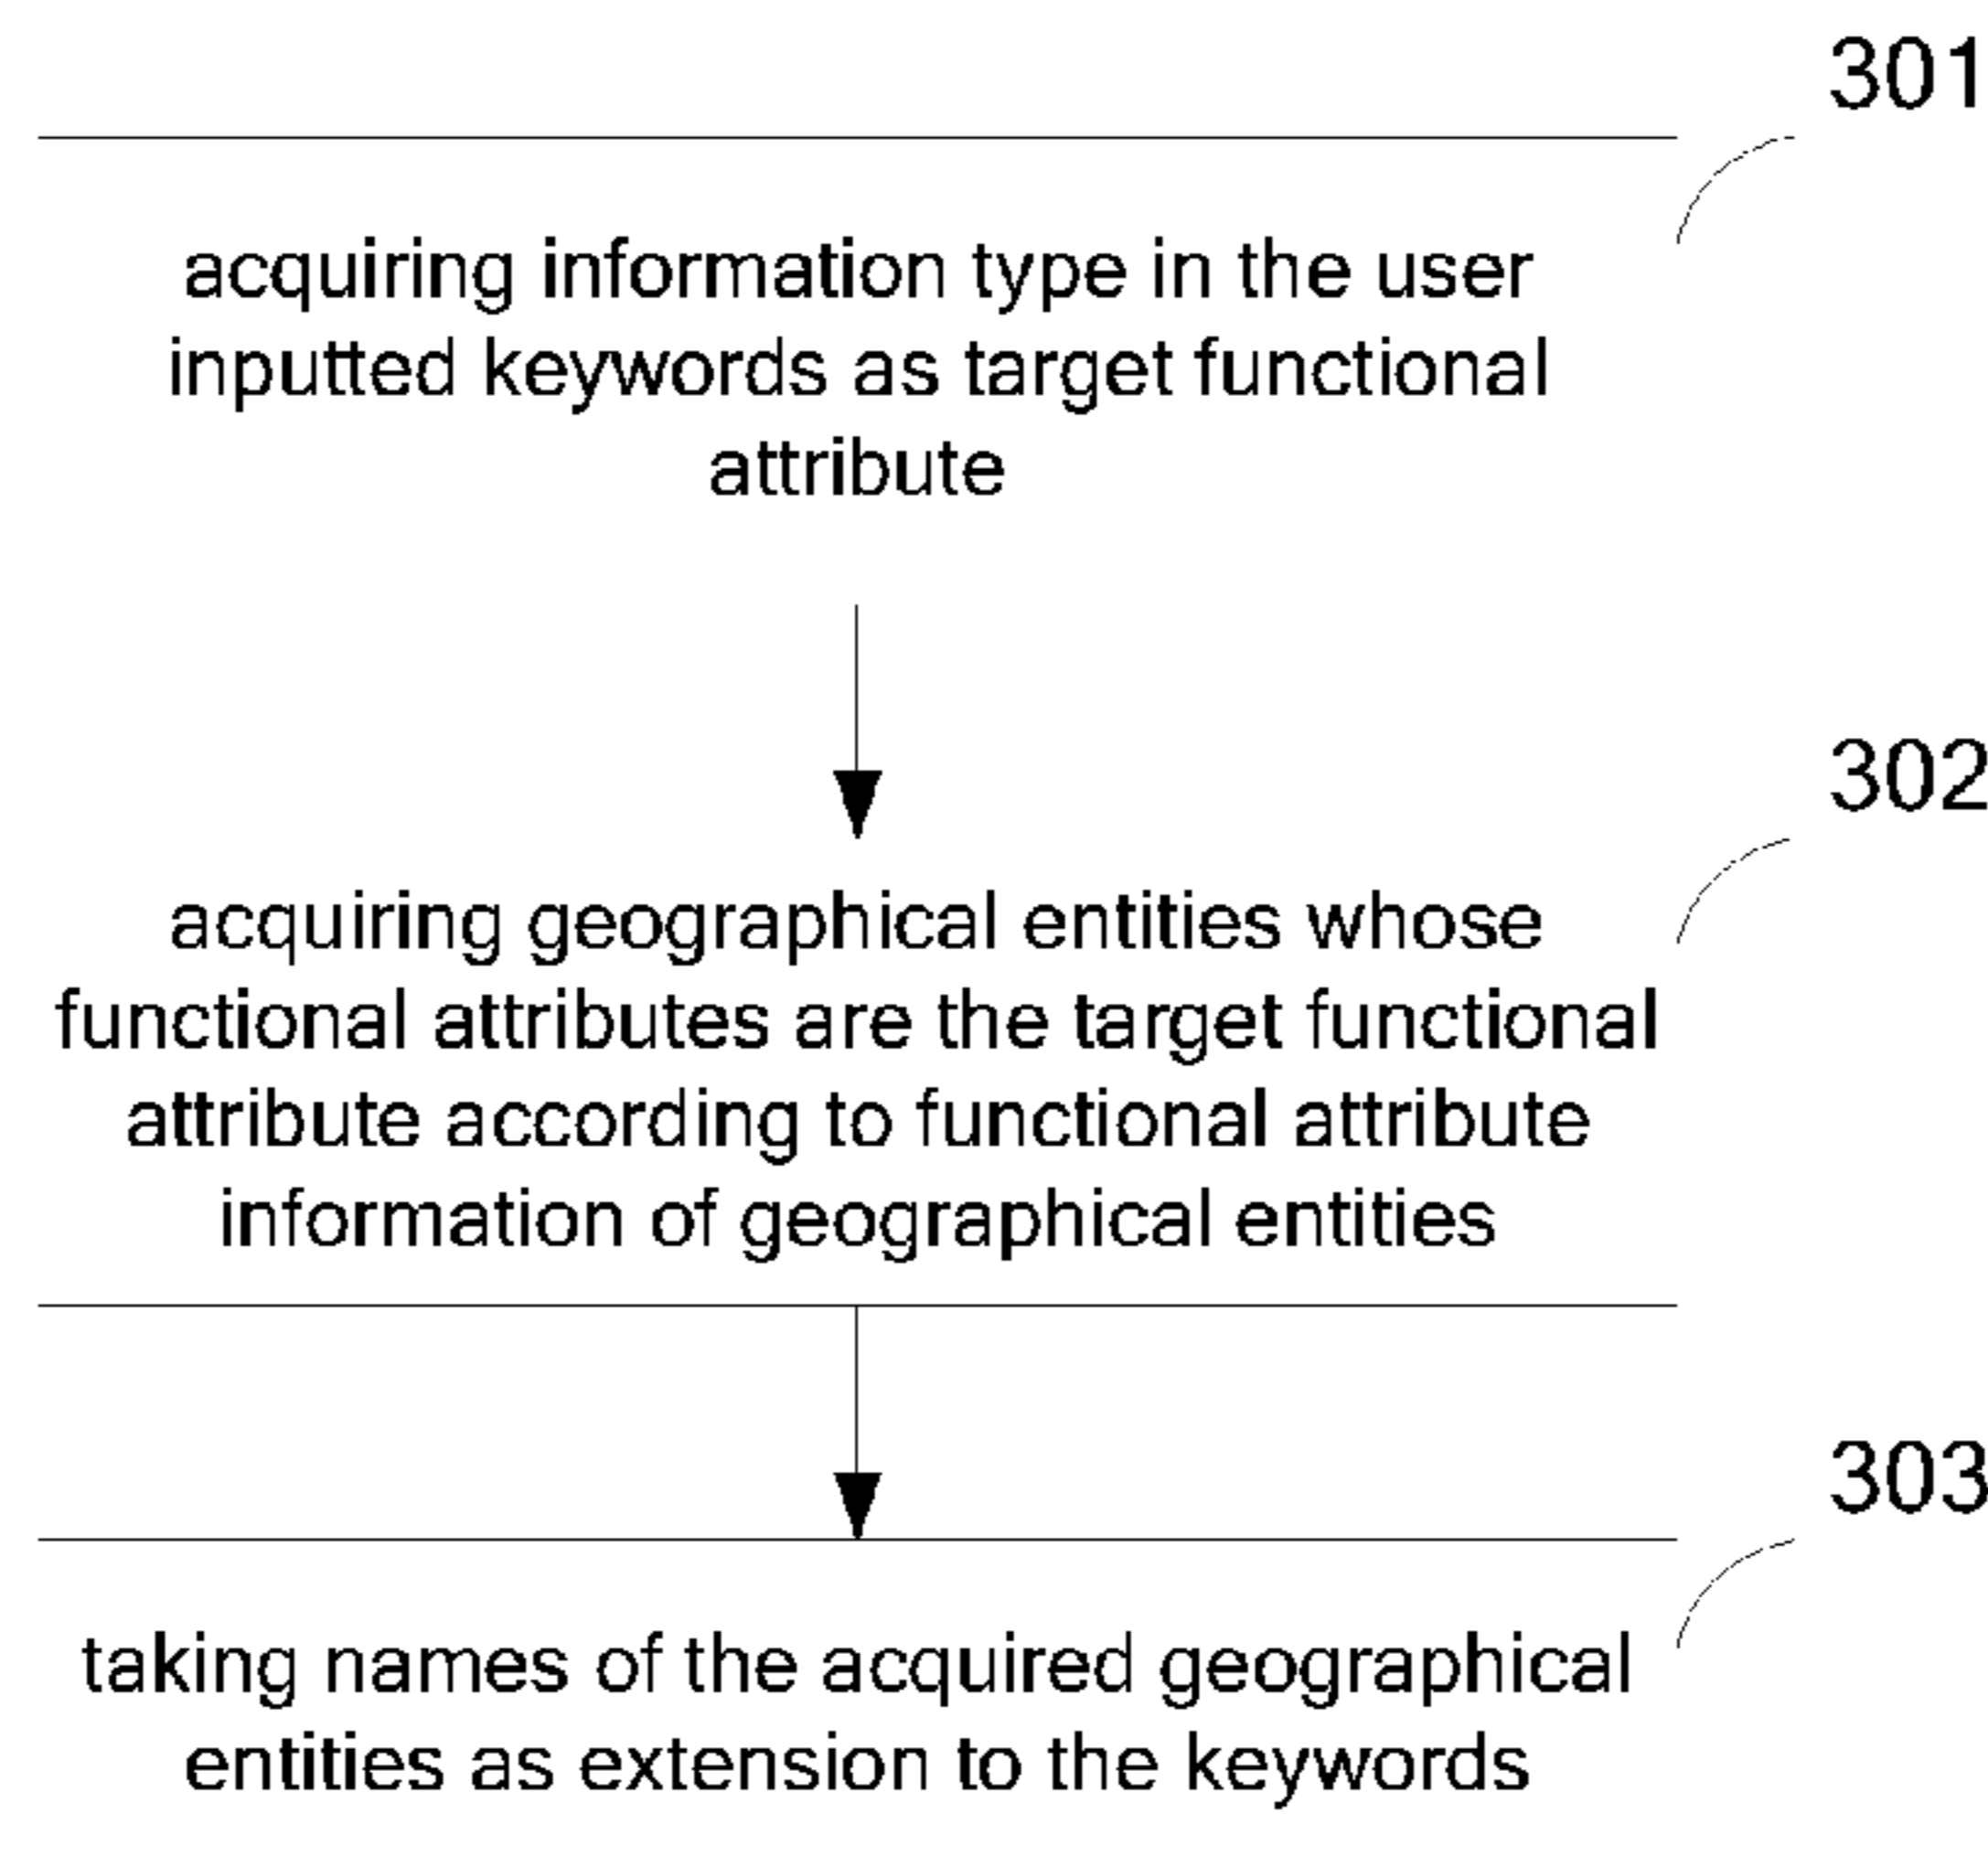 301
acquiring information type in the user
inputted keywords as target functional
attribute
302
acquiring geographical entities whose
functional attributes are the target functional
attribute according to functional attribute
information of geographical entities
303
taking names of the acquired geographical
entities as extension to the keywords